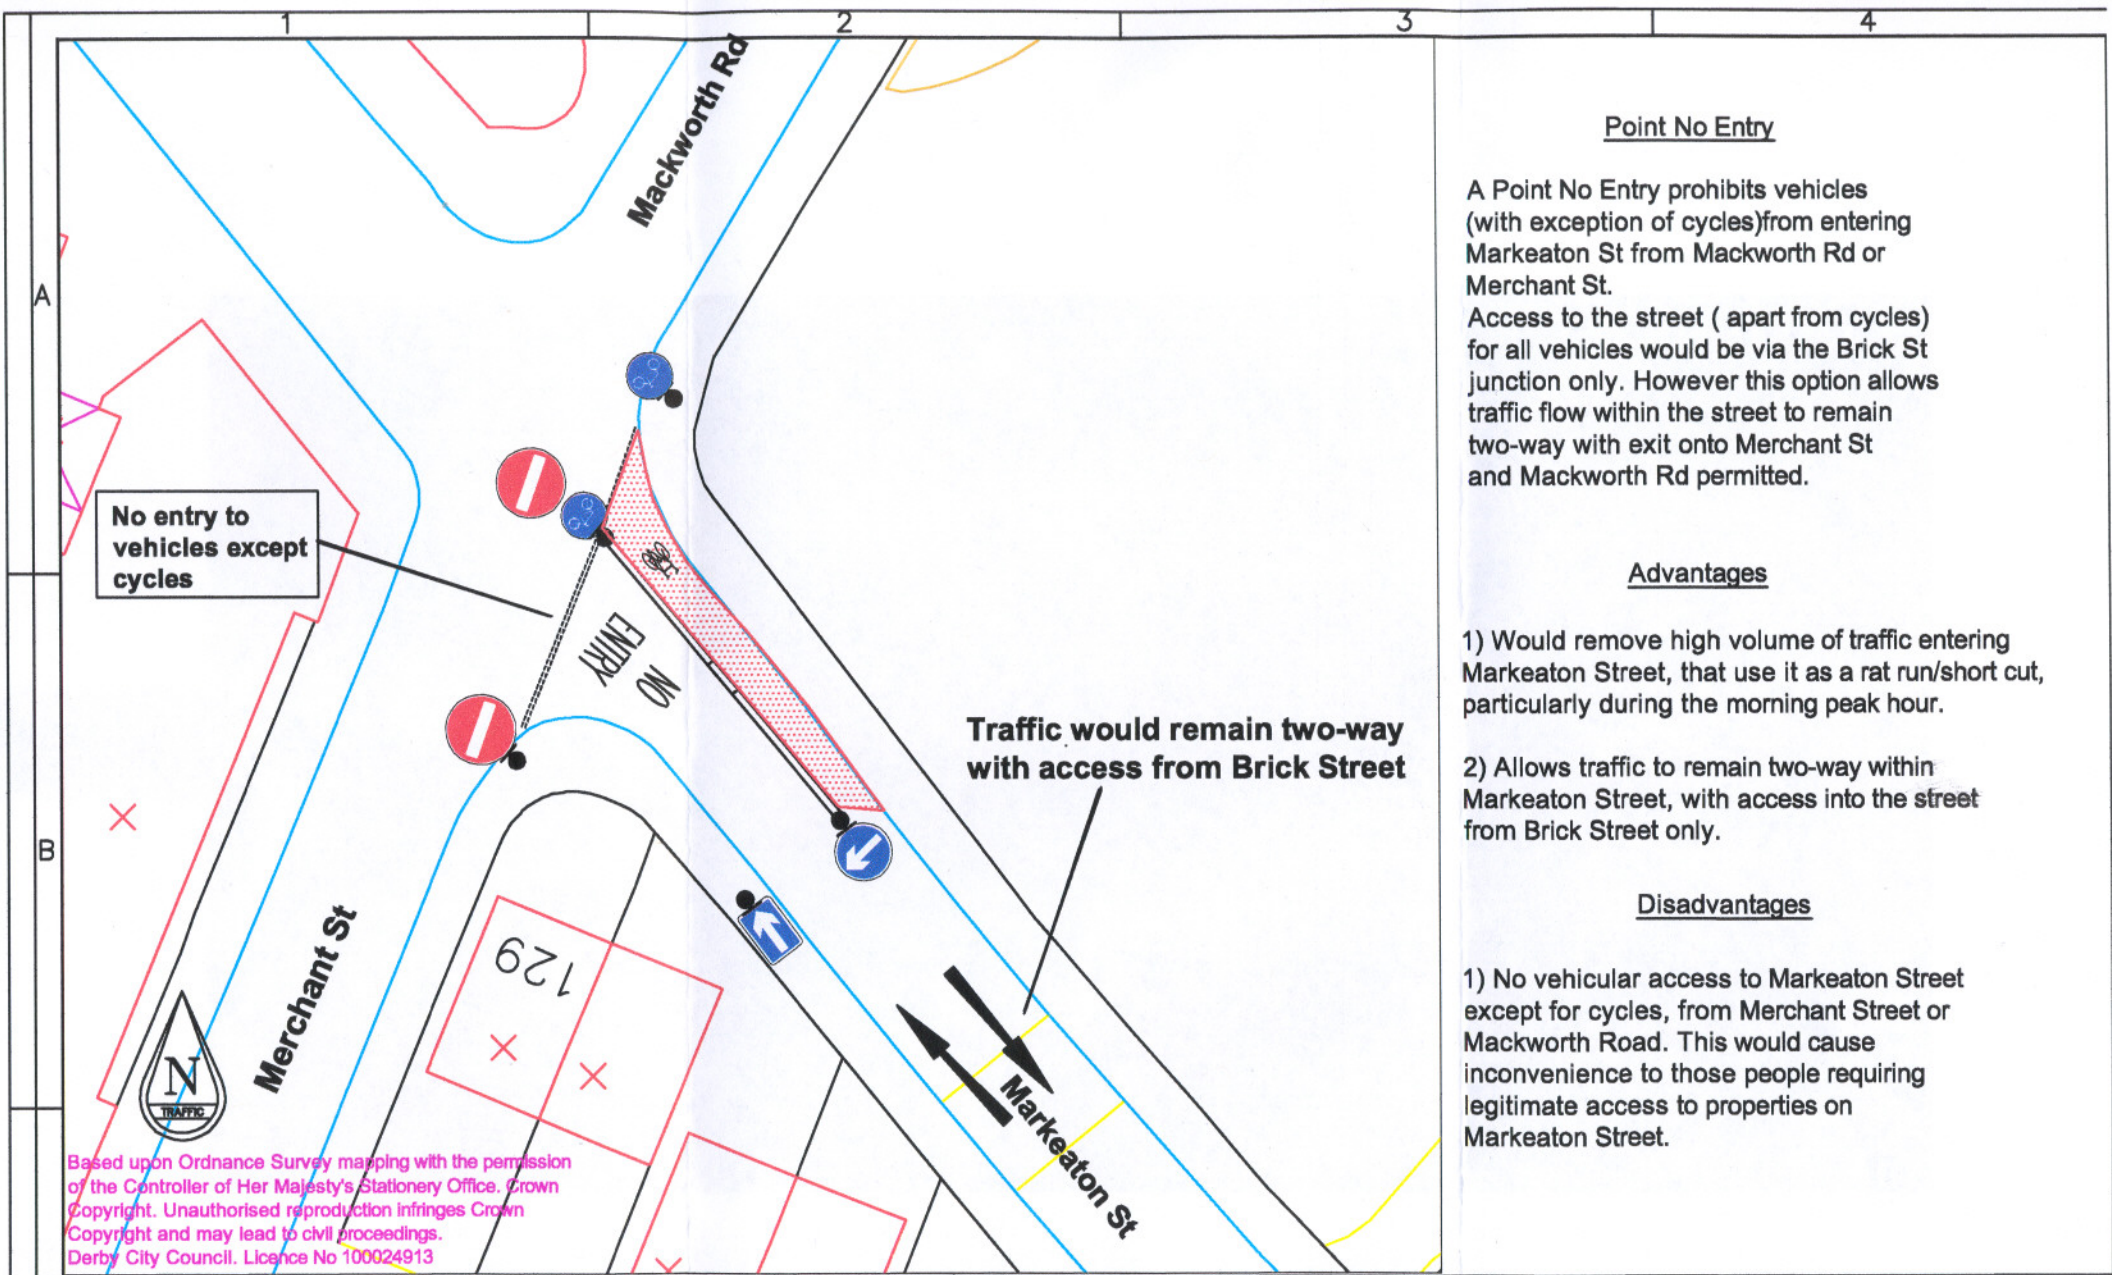 1
2
3
4
A
B
Mackworth Rd
No entry to
vehicles except
cycles
NO
ENTRY
Traffic would remain two-way
with access from Brick Street
129
Merchant St
Markeaton St
N
TRAFFIC
Based upon Ordnance Survey mapping with the permission
of the Controller of Her Majesty's Stationery Office. Crown
Copyright. Unauthorised reproduction infringes Crown
Copyright and may lead to civil proceedings.
Derby City Council. Licence No 100024913
Point No Entry
A Point No Entry prohibits vehicles
(with exception of cycles)from entering
Markeaton St from Mackworth Rd or
Merchant St.
Access to the street ( apart from cycles)
for all vehicles would be via the Brick St
junction only. However this option allows
traffic flow within the street to remain
two-way with exit onto Merchant St
and Mackworth Rd permitted.
Advantages
1) Would remove high volume of traffic entering
Markeaton Street, that use it as a rat run/short cut,
particularly during the morning peak hour.
2) Allows traffic to remain two-way within
Markeaton Street, with access into the street
from Brick Street only.
Disadvantages
1) No vehicular access to Markeaton Street
except for cycles, from Merchant Street or
Mackworth Road. This would cause
inconvenience to those people requiring
legitimate access to properties on
Markeaton Street.